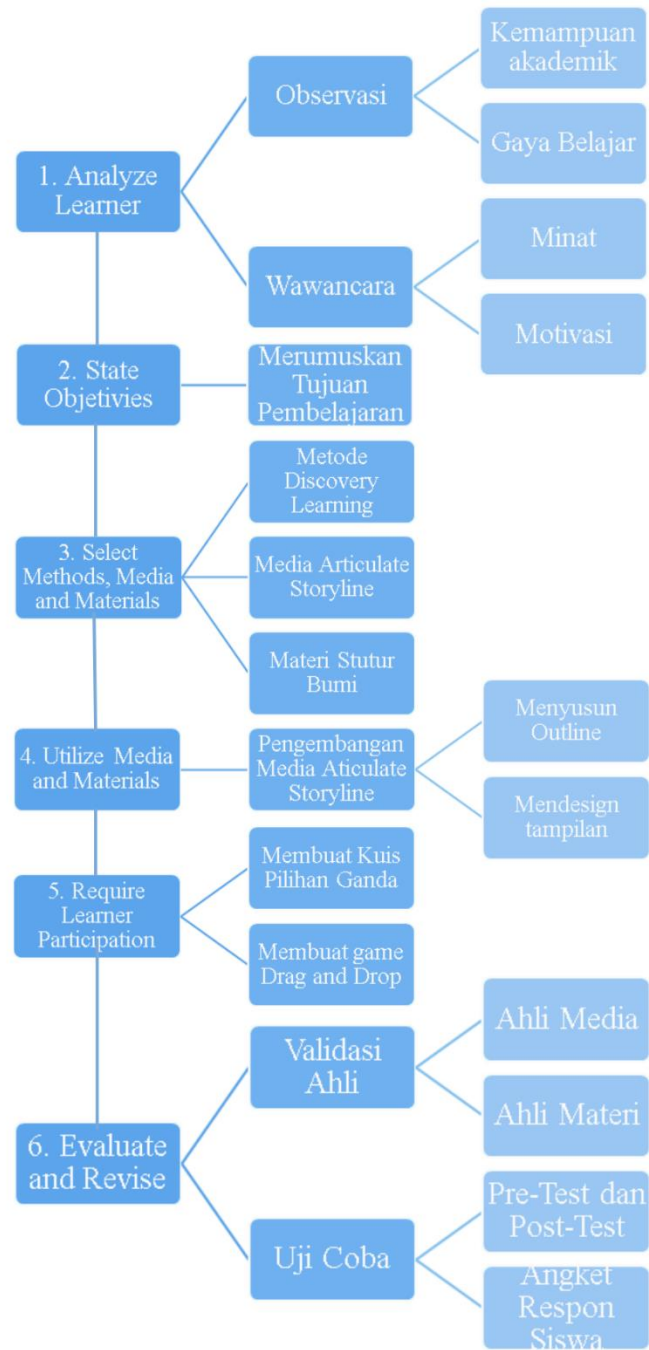 1. Analyze
Learner
Observasi
Kemampuan
akademik
Gaya Belajar
Wawancara
Minat
Motivasi
2. State
Objetivies
Merumuskan
Tujuan
Pembelajaran
3. Select
Methods, Media
and Materials
Metode
Discovery
Learning
Media Articulate
Storyline
Materi Stutur
Bumi
4. Utilize Media
and Materials
Pengembangan
Media Aticulate
Storyline
Menyusun
Outline
Mendesign
tampilan
5. Require
Learner
Participation
Membuat Kuis
Pilihan Ganda
Membuat game
Drag and Drop
6. Evaluate
and Revise
Validasi
Ahli
Ahli Media
Ahli Materi
Uji Coba
Pre-Test dan
Post-Test
Angket
Respon
Siswa